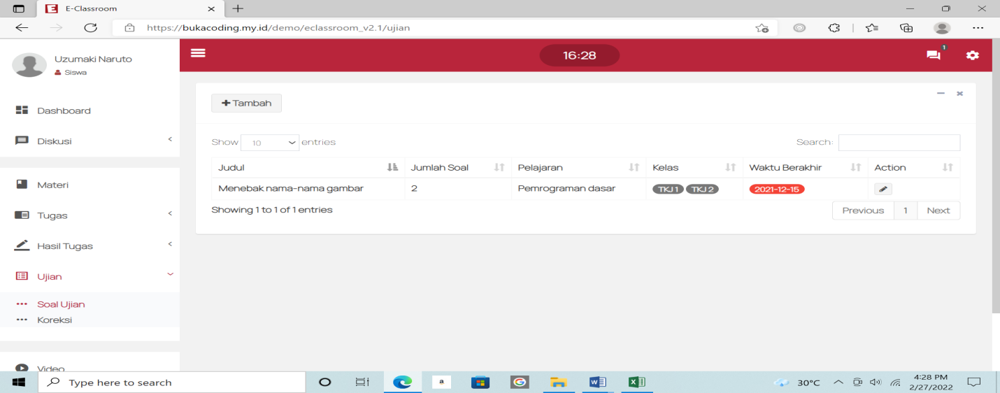 E-Classroom
https://bukacoding.my.id/demo/eclassroom_v2.1/ujian
Uzumaki Naruto
Siswa
16:28
1
Dashboard
Diskusi
Materi
Tugas
Hasil Tugas
Ujian
Soal Ujian
Koreksi
Video
Tambah
Show 10 entries
Search:
Judul Jumlah Soal Pelajaran Kelas Waktu Berakhir Action
Menebak nama-nama gambar 2 Pemrograman dasar TKJ 1 TKJ 2 2021-12-15
Showing 1 to 1 of 1 entries
Previous 1 Next
Type here to search
30°C
4:28 PM
2/27/2022